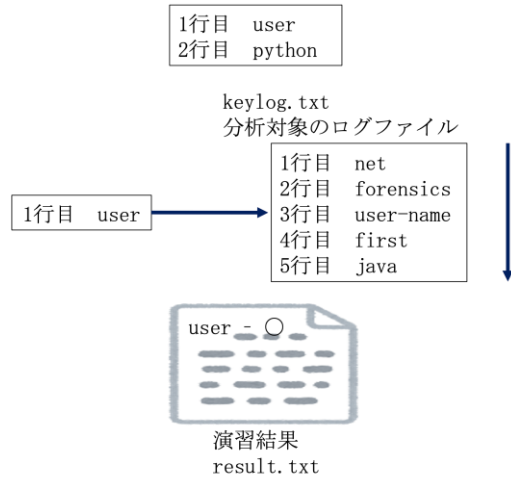 1行目 user
2行目 python
keylog.txt
分析対象のログファイル
1行目 net
2行目 forensics
3行目 user-name
4行目 first
5行目 java
1行目 user
user - ○
演習結果
result.txt